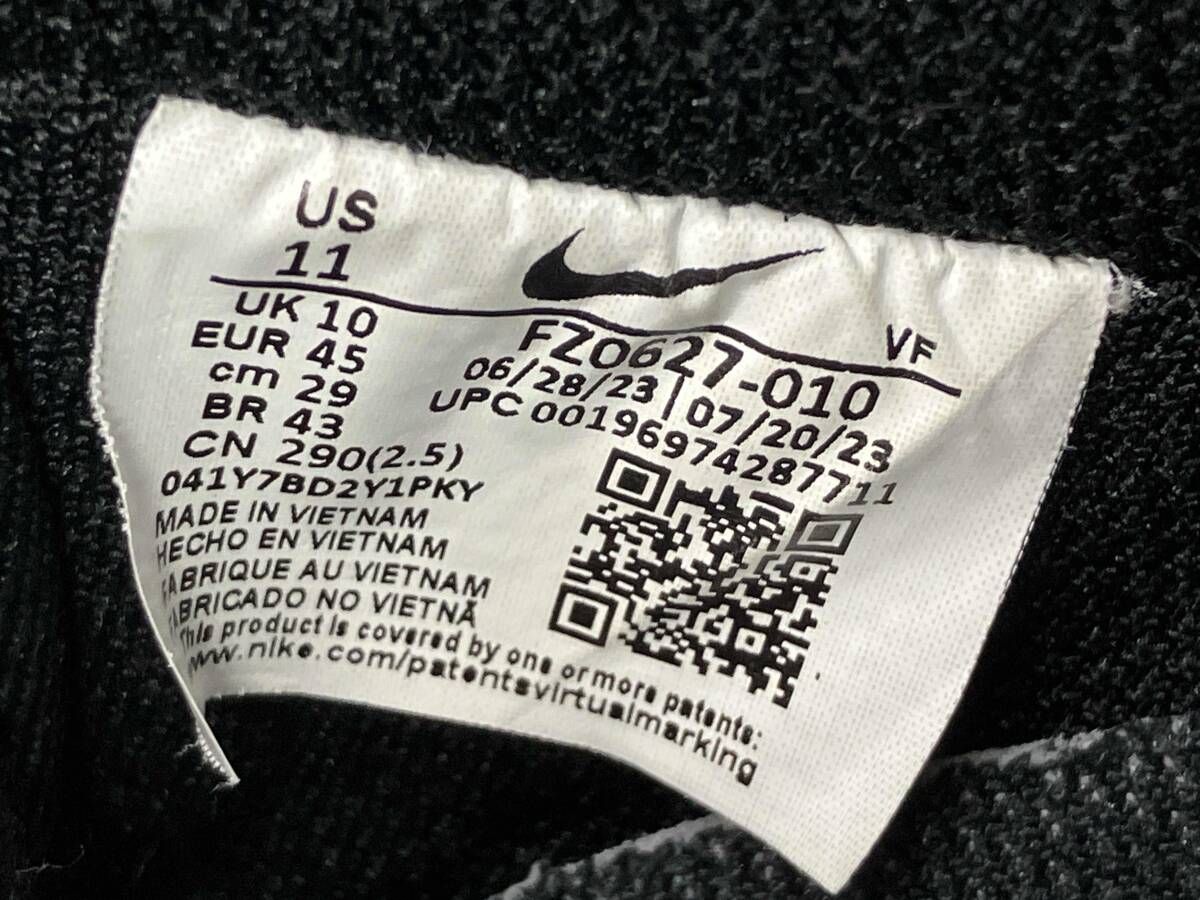 US
11
VF
UK 10
EUR 45
cm 29
BR 43
CN 290(2.5)
FZ0627-010
06/28/23 | 07/20/23
UPC 00196974287711
041Y7BD2Y1PKY
MADE IN VIETNAM
HECHO EN VIETNAM
FABRIQUE AU VIETNAM
FABRICADO NO VIETNÃ
This product is covered by one or more patents:
www.nike.com/patentsvirtualmarking